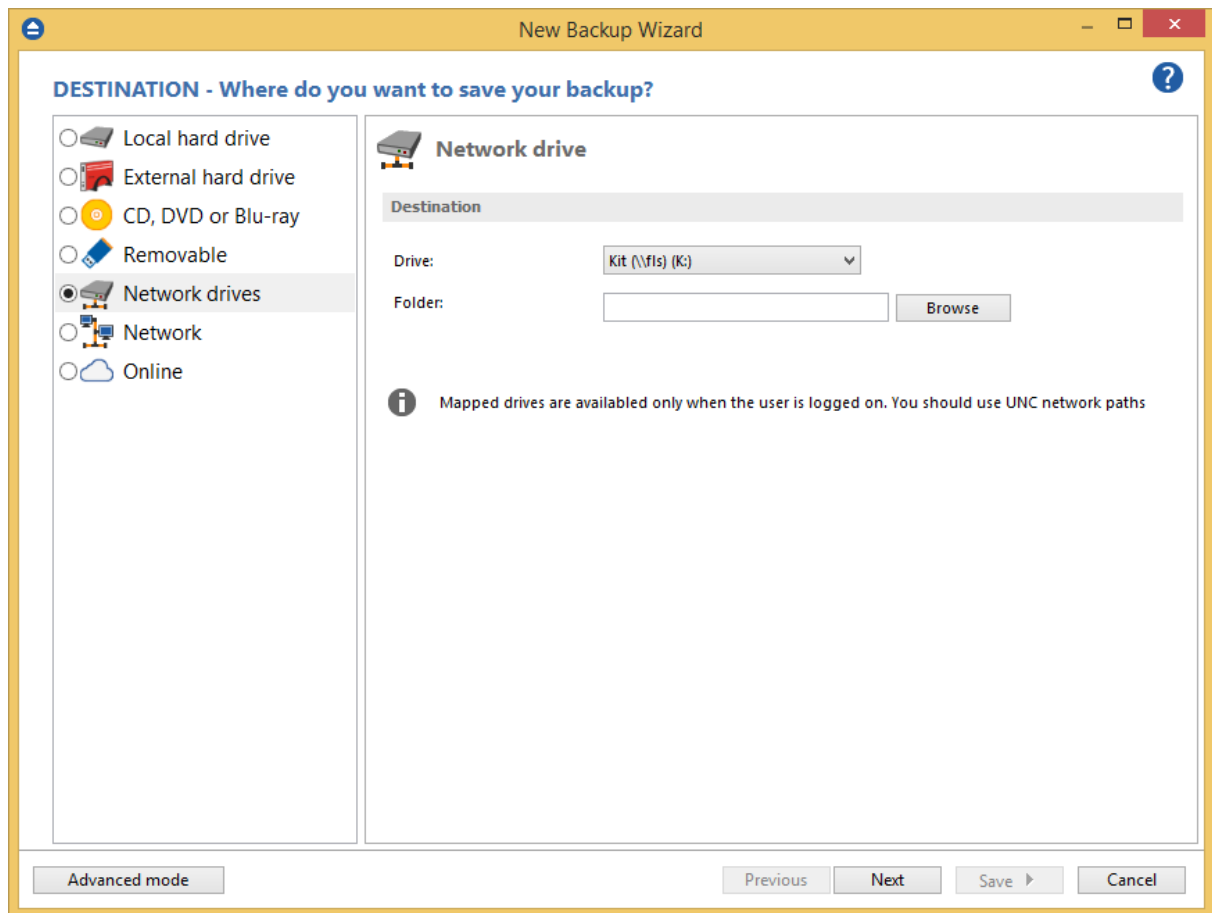 New Backup Wizard
DESTINATION - Where do you want to save your backup?
Local hard drive
External hard drive
CD, DVD or Blu-ray
Removable
Network drives
Network
Online
Network drive
Destination
Drive: Kit (\\fls) (K:)
Folder: Browse
Mapped drives are availabled only when the user is logged on. You should use UNC network paths
Advanced mode Previous Next Save Cancel